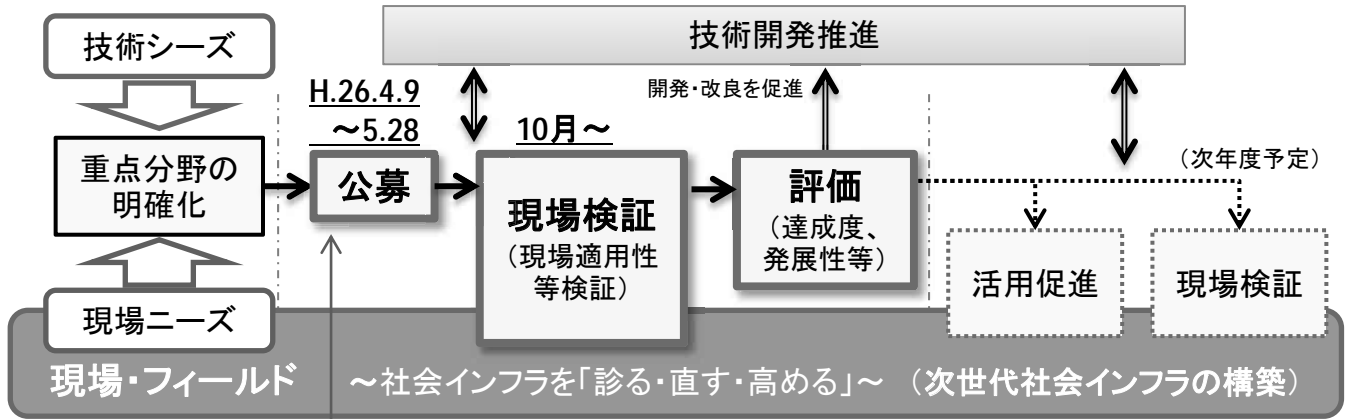 技術シーズ
技術開発推進
H.26.4.9
～5.28
開発・改良を促進
10月～
重点分野の
明確化
公募
現場検証
（現場適用性
等検証）
評価
（達成度、
発展性等）
（次年度予定）
活用促進
現場検証
現場ニーズ
現場・フィールド ～社会インフラを「診る・直す・高める」～ （次世代社会インフラの構築）